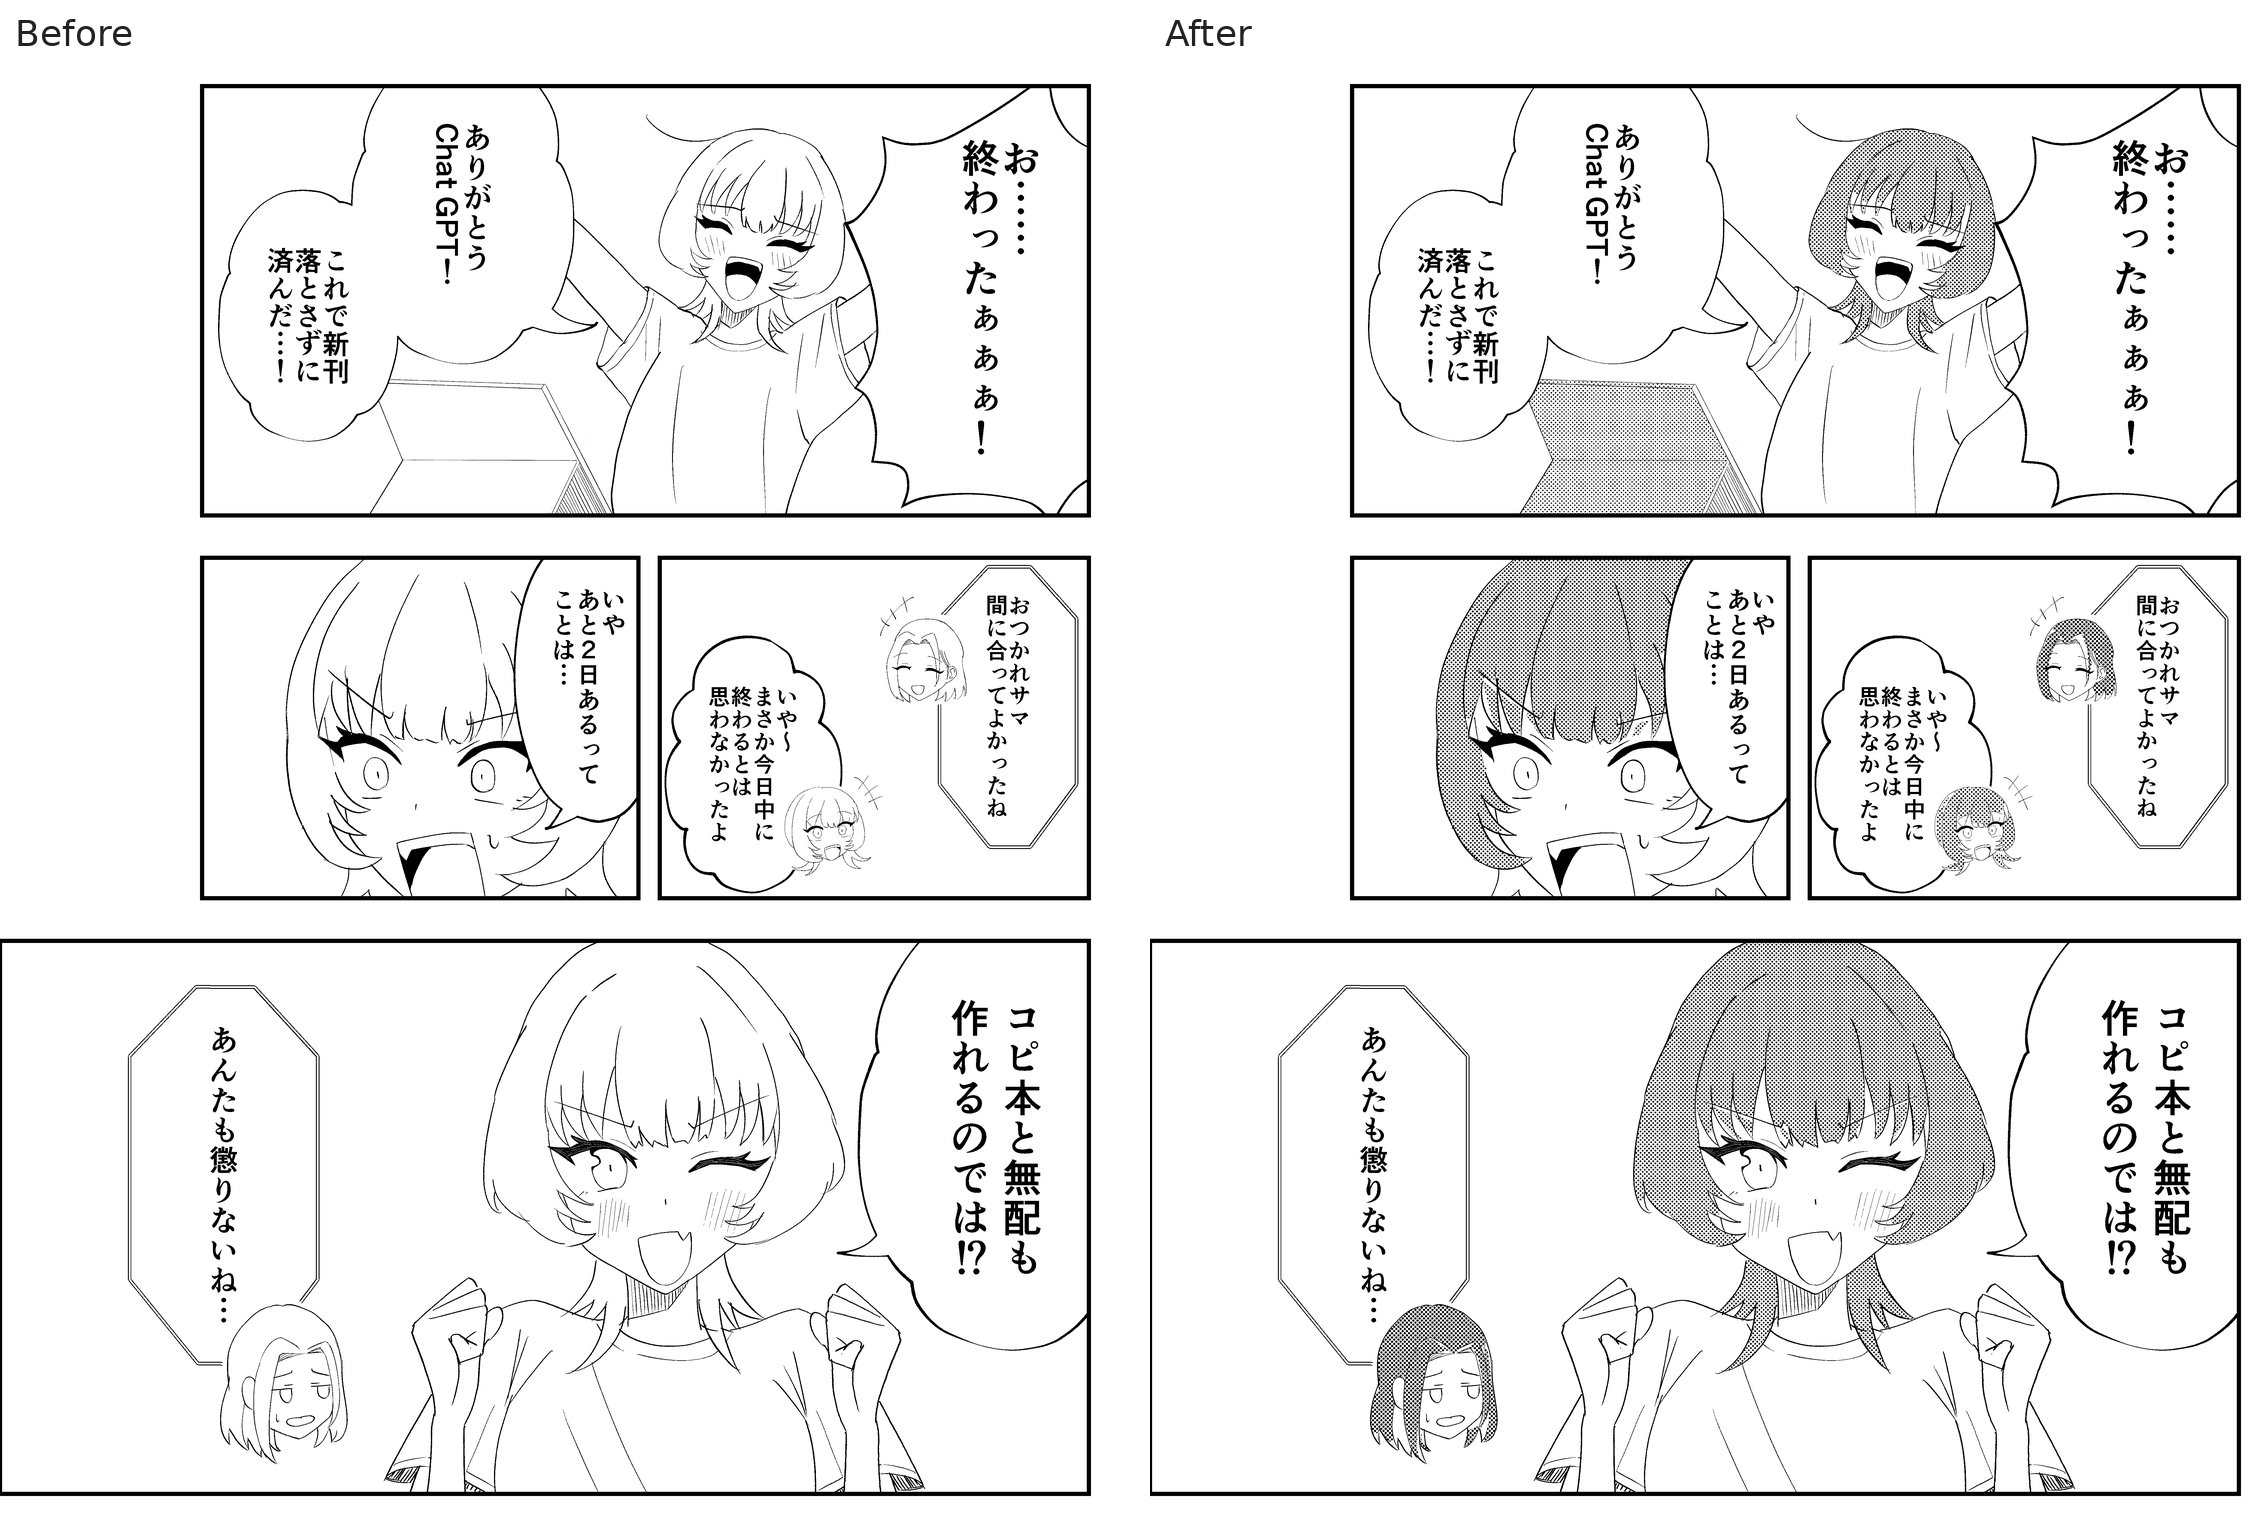 Before
お……
終わったぁぁぁ！
ありがとう
Chat GPT！
これで新刊
落とさずに
済んだ…！
おつかれサマ
間に合ってよかったね
いや～
まさか今日中に
終わるとは
思わなかったよ
いや
あと2日あるって
ことは…
コピ本と無配も
作れるのでは!?
あんたも懲りないね…
After
お……
終わったぁぁぁ！
ありがとう
Chat GPT！
これで新刊
落とさずに
済んだ…！
おつかれサマ
間に合ってよかったね
いや～
まさか今日中に
終わるとは
思わなかったよ
いや
あと2日あるって
ことは…
コピ本と無配も
作れるのでは!?
あんたも懲りないね…